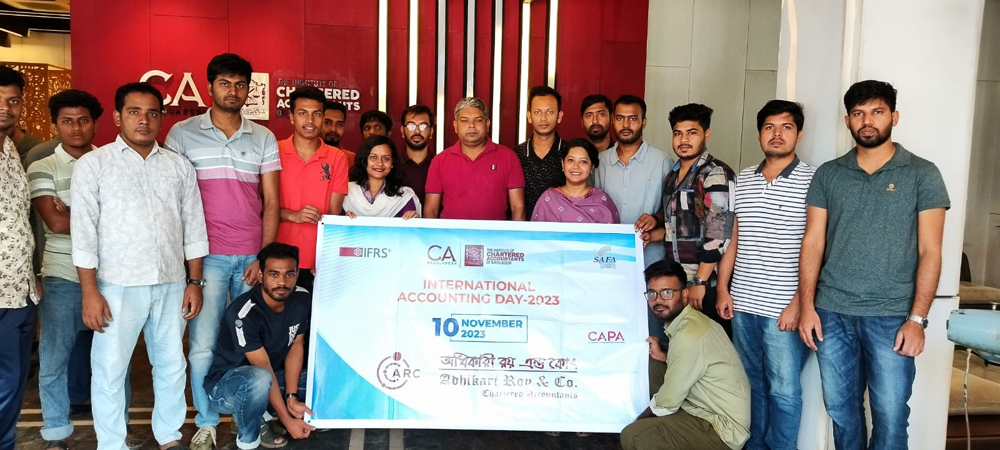 CA
THE INSTITUTE OF
CHARTERED
ACCOUNTANTS
IFRS®
CA
BANGLADESH
THE INSTITUTE OF
CHARTERED
ACCOUNTANTS
OF BANGLADESH
SAFA
INTERNATIONAL
ACCOUNTING DAY-2023
10 NOVEMBER
2023
CAPA
ARC
অধিকারী রয় এন্ড কোং
Adhikari Roy & Co.
Chartered Accountants